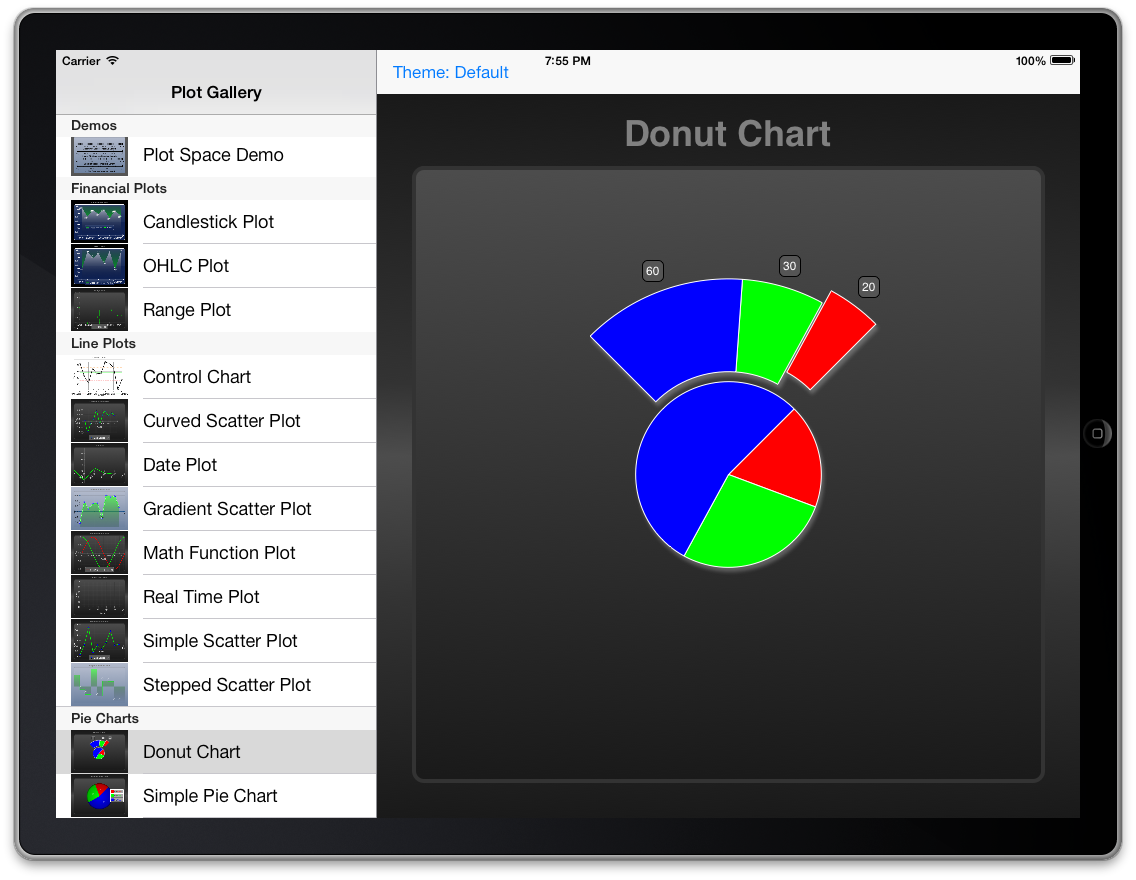 Carrier
7:55 PM
100%
Plot Gallery
Theme: Default
Demos
Plot Space Demo
Financial Plots
Candlestick Plot
OHLC Plot
Range Plot
Line Plots
Control Chart
Curved Scatter Plot
Date Plot
Gradient Scatter Plot
Math Function Plot
Real Time Plot
Simple Scatter Plot
Stepped Scatter Plot
Pie Charts
Donut Chart
Simple Pie Chart
Donut Chart
60
30
20